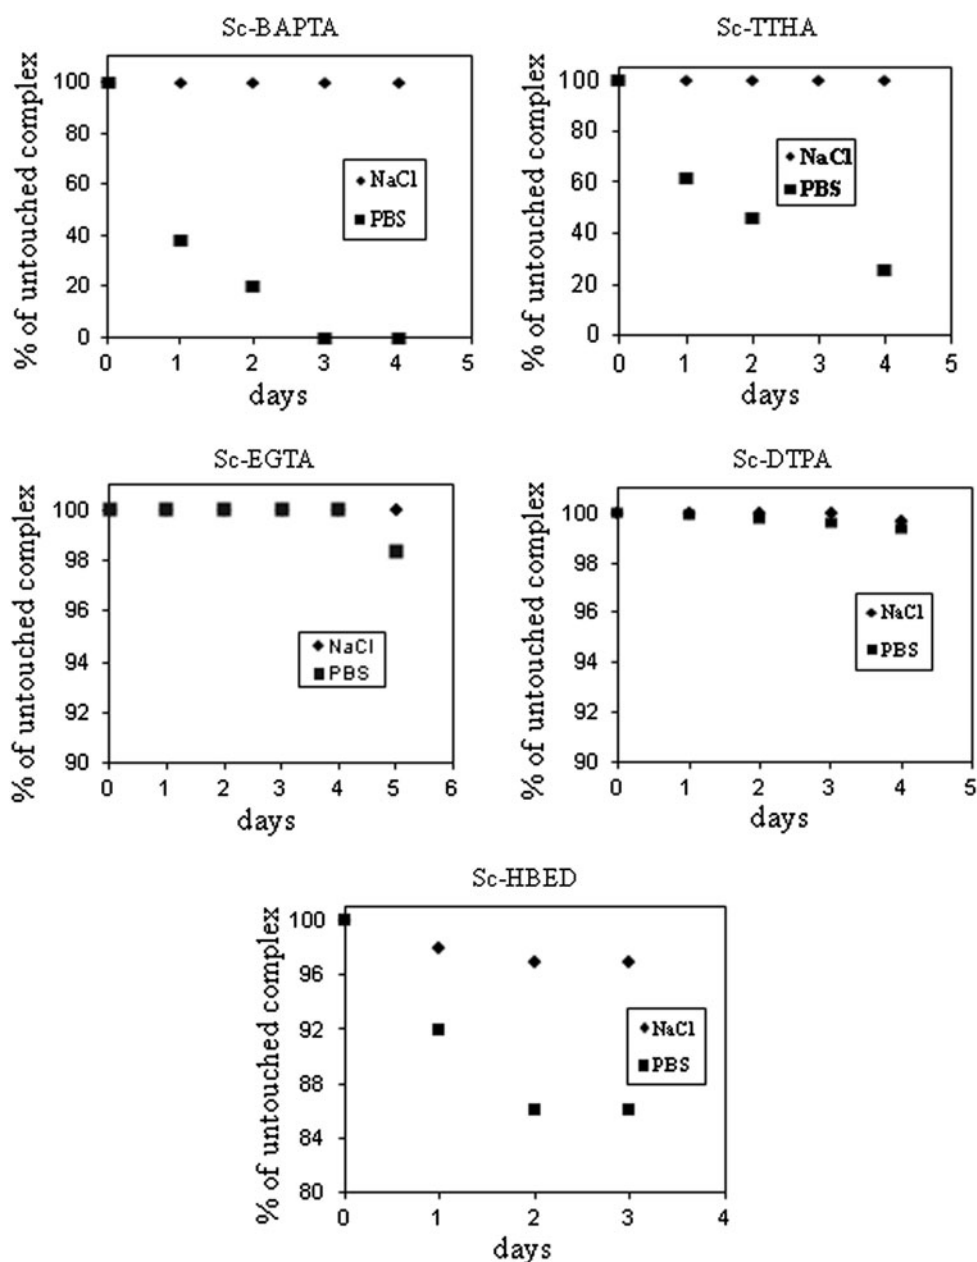 Sc-BAPTA
% of untouched complex
100
80
60
40
20
0
0 1 2 3 4 5
days
NaCl
PBS
Sc-TTHA
% of untouched complex
100
80
60
40
20
0
0 1 2 3 4 5
days
NaCl
PBS
Sc-EGTA
% of untouched complex
100
98
96
94
92
90
0 1 2 3 4 5 6
days
NaCl
PBS
Sc-DTPA
% of untouched complex
100
98
96
94
92
90
0 1 2 3 4 5
days
NaCl
PBS
Sc-HBED
% of untouched complex
100
96
92
88
84
80
0 1 2 3 4
days
NaCl
PBS